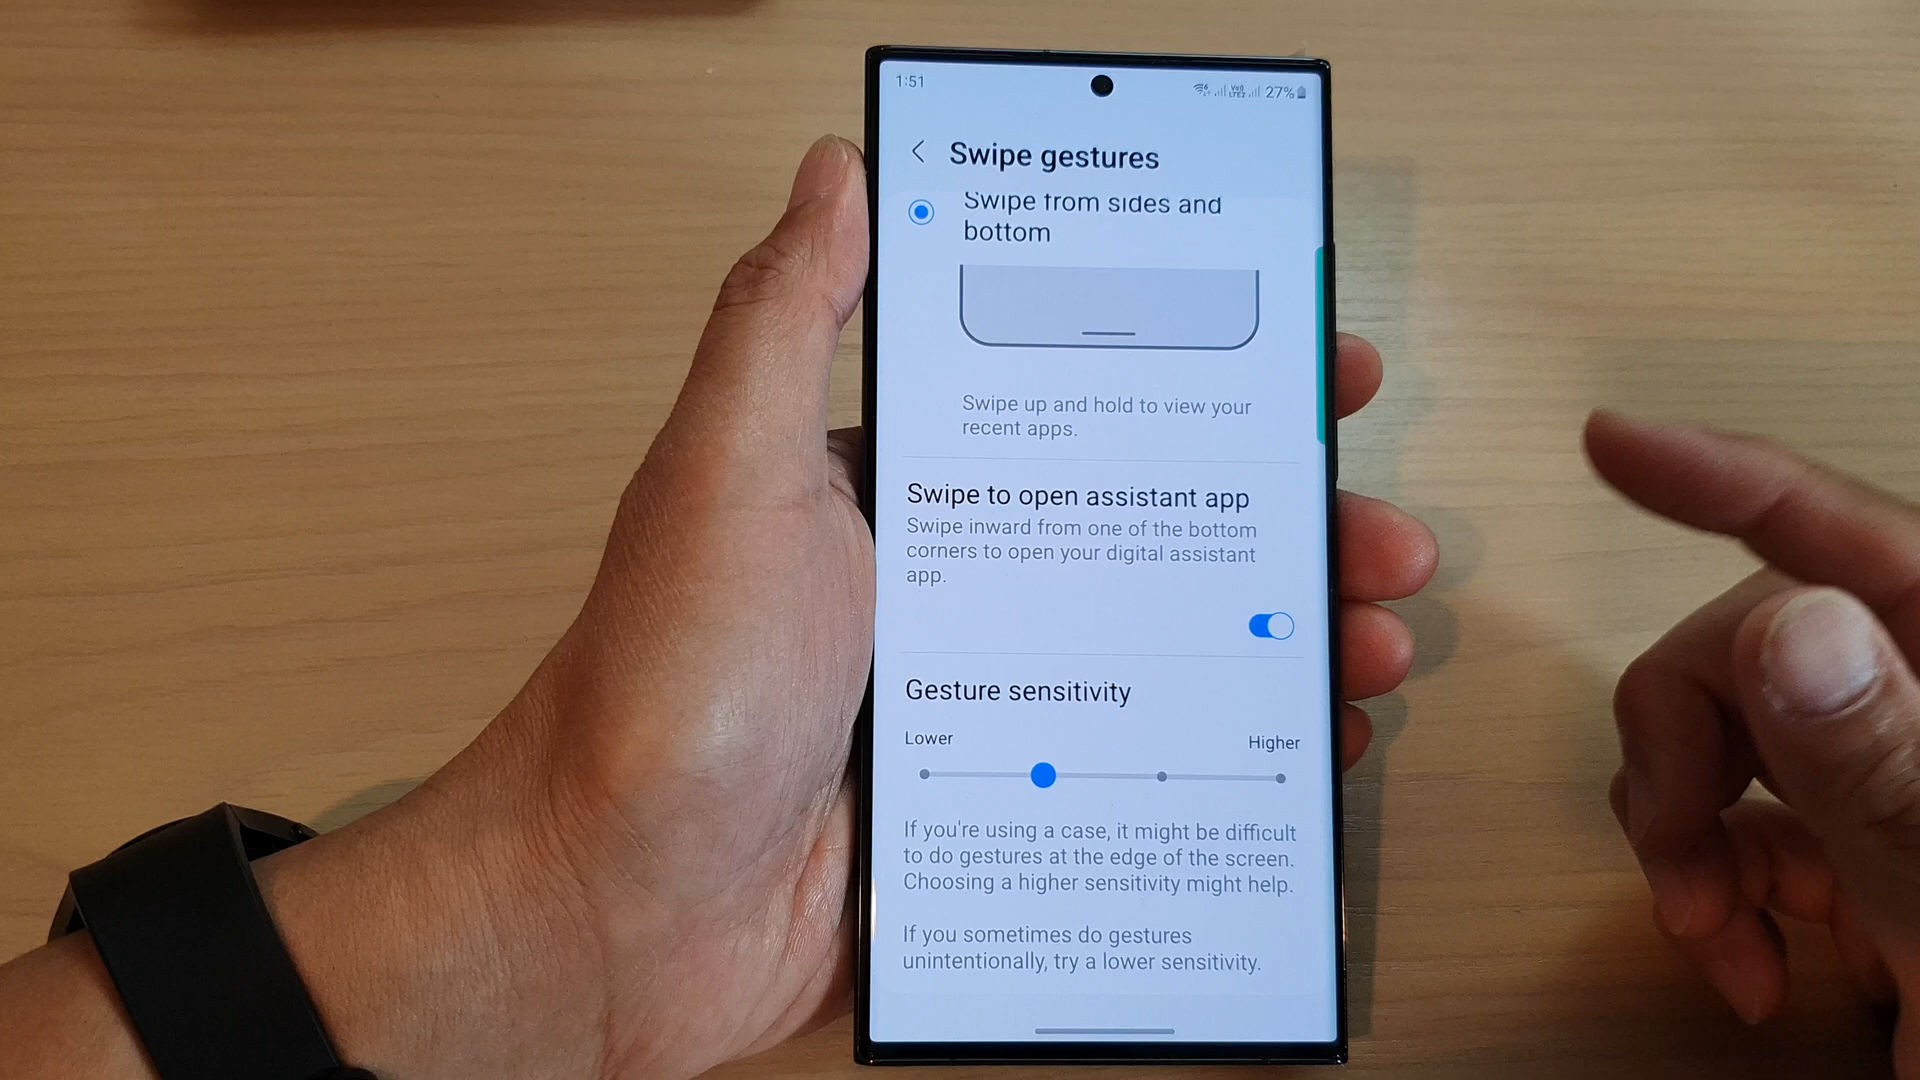 1:51
27%
Swipe gestures
Swipe from sides and
bottom
Swipe up and hold to view your
recent apps.
Swipe to open assistant app
Swipe inward from one of the bottom
corners to open your digital assistant
app.
Gesture sensitivity
Lower
Higher
If you're using a case, it might be difficult
to do gestures at the edge of the screen.
Choosing a higher sensitivity might help.
If you sometimes do gestures
unintentionally, try a lower sensitivity.